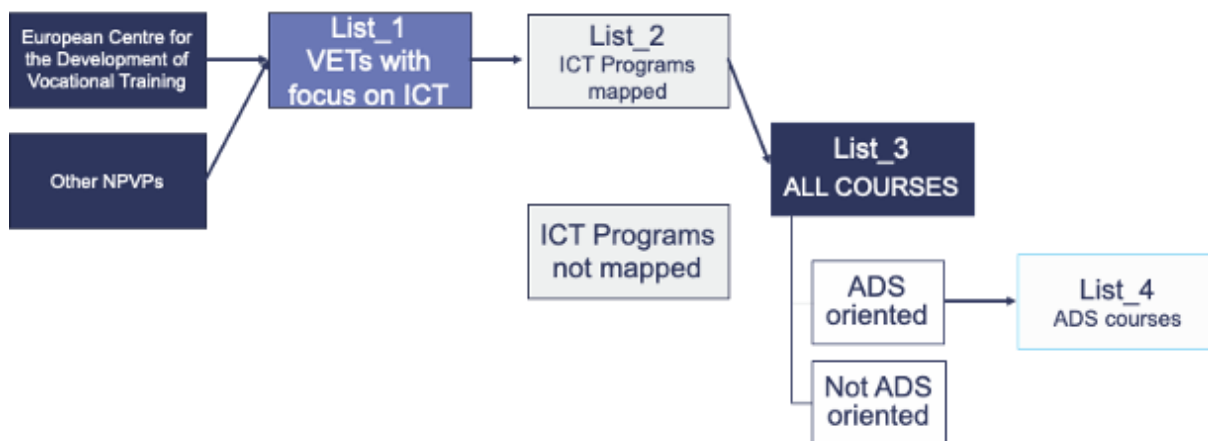 European Centre for
the Development of
Vocational Training
Other NPVPs
List_1
VETs with
focus on ICT
List_2
ICT Programs
mapped
ICT Programs
not mapped
List_3
ALL COURSES
ADS
oriented
Not ADS
oriented
List_4
ADS courses